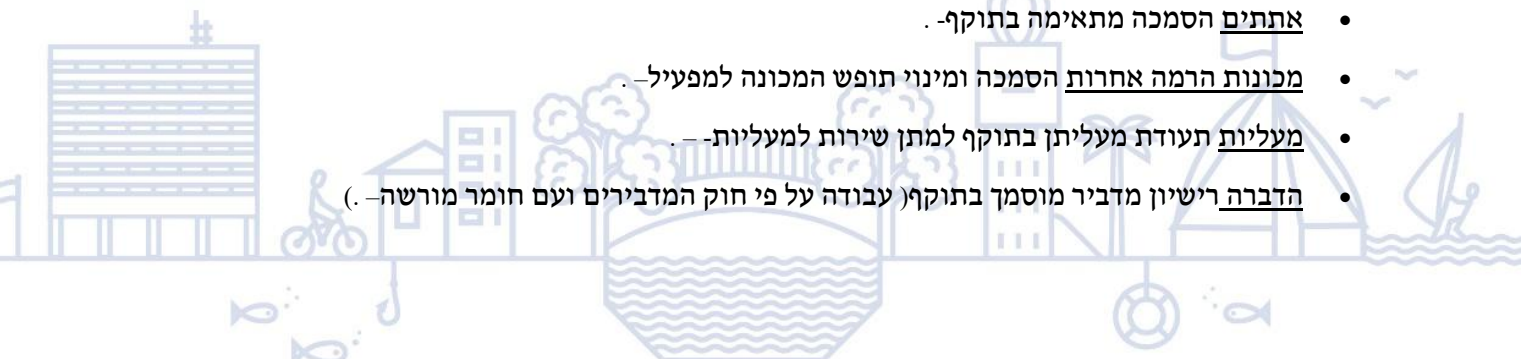 • אתתים הסמכה מתאימה בתוקף- .
• מכונות הרמה אחרות הסמכה ומינוי תופש המכונה למפעיל– .
• מעליות תעודת מעליתן בתוקף למתן שירות למעליות- – .
• הדברה רישיון מדביר מוסמך בתוקף( עבודה על פי חוק המדבירים ועם חומר מורשה– .)